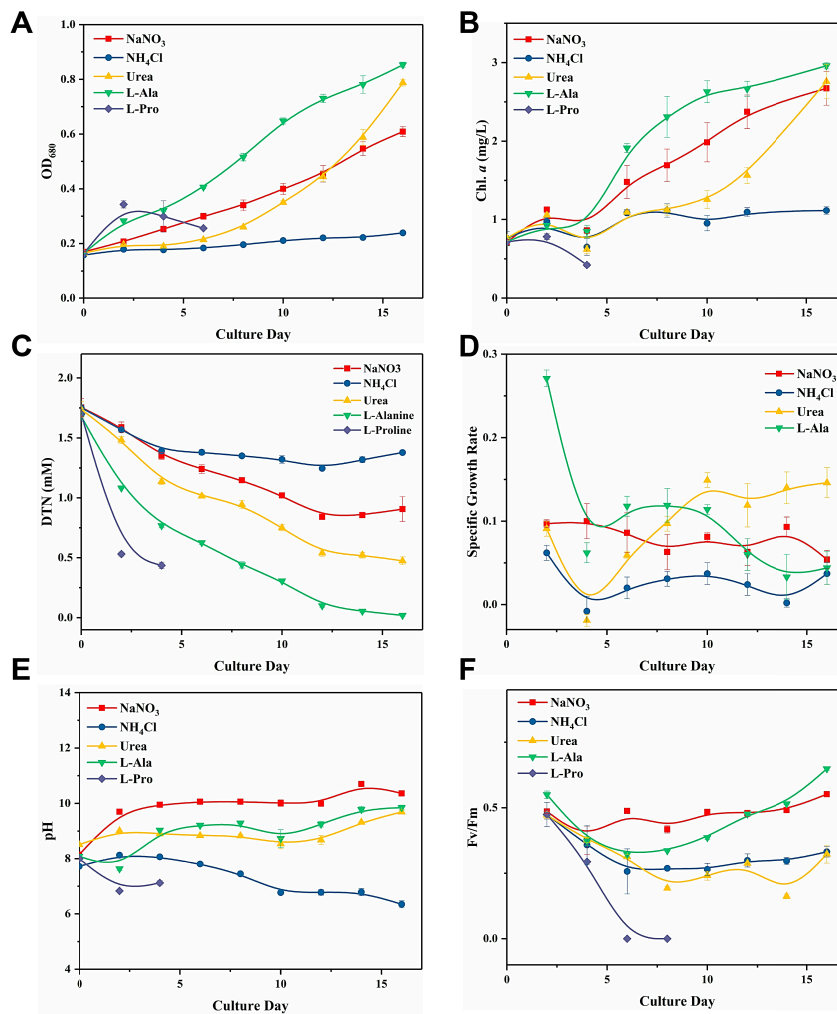 A
1.0
0.8
0.6
0.4
0.2
0.0
OD₆₈₀
NaNO₃
NH₄Cl
Urea
L-Ala
L-Pro
0
5
10
15
Culture Day
B
3
2
1
0
Chl. a (mg/L)
NaNO₃
NH₄Cl
Urea
L-Ala
L-Pro
0
5
10
15
Culture Day
C
2.0
1.5
1.0
0.5
0.0
DTN (mM)
NaNO3
NH₄Cl
Urea
L-Alanine
L-Proline
0
5
10
15
Culture Day
D
0.3
0.2
0.1
0.0
Specific Growth Rate
NaNO₃
NH₄Cl
Urea
L-Ala
0
5
10
15
Culture Day
E
14
12
10
8
6
4
pH
NaNO₃
NH₄Cl
Urea
L-Ala
L-Pro
0
5
10
15
Culture Day
F
0.5
0.0
Fv/Fm
NaNO₃
NH₄Cl
Urea
L-Ala
L-Pro
0
5
10
15
Culture Day